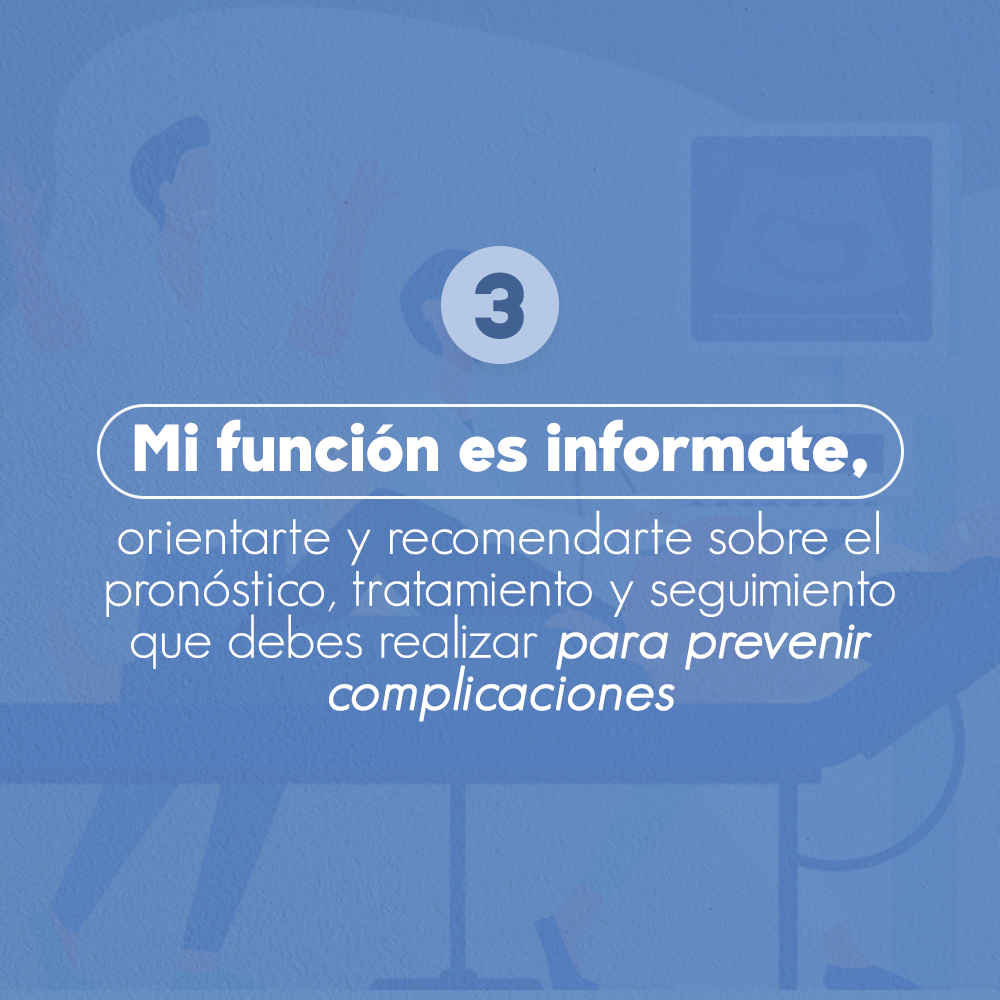 3
Mi función es informate,
orientarte y recomendarte sobre el
pronóstico, tratamiento y seguimiento
que debes realizar para prevenir
complicaciones